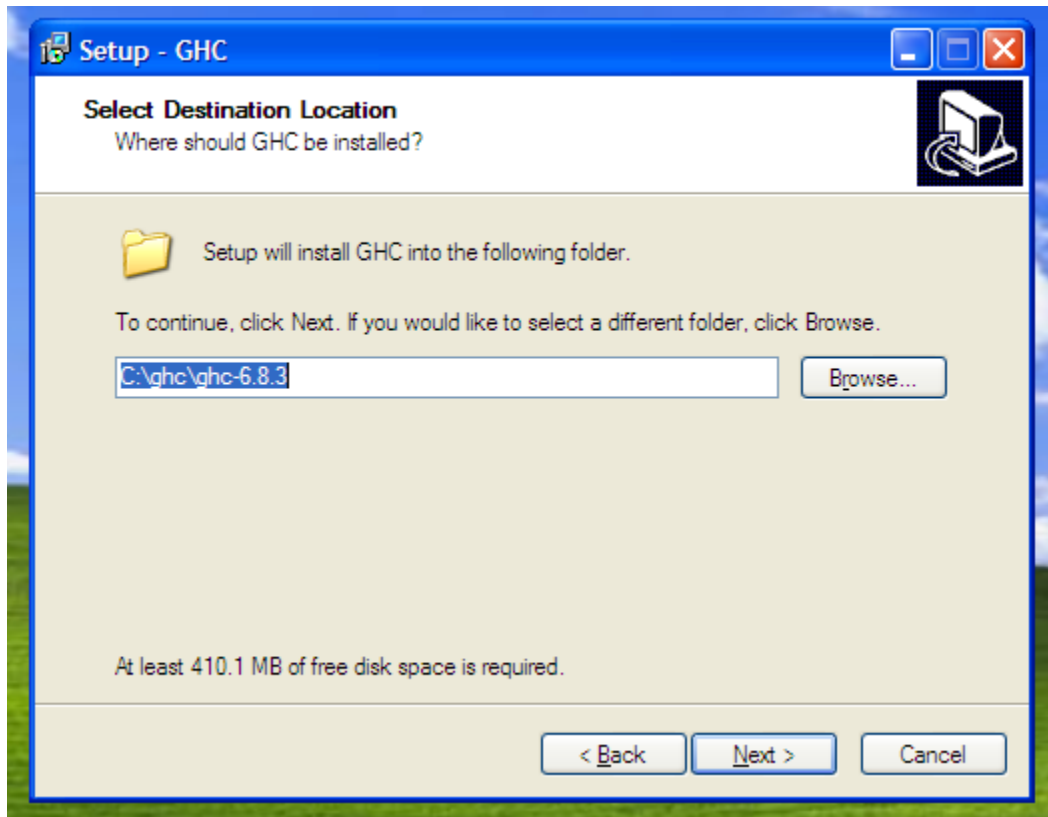 Setup - GHC
Select Destination Location
Where should GHC be installed?
Setup will install GHC into the following folder.
To continue, click Next. If you would like to select a different folder, click Browse.
C:\ghc\ghc-6.8.3
Browse...
At least 410.1 MB of free disk space is required.
< Back
Next >
Cancel